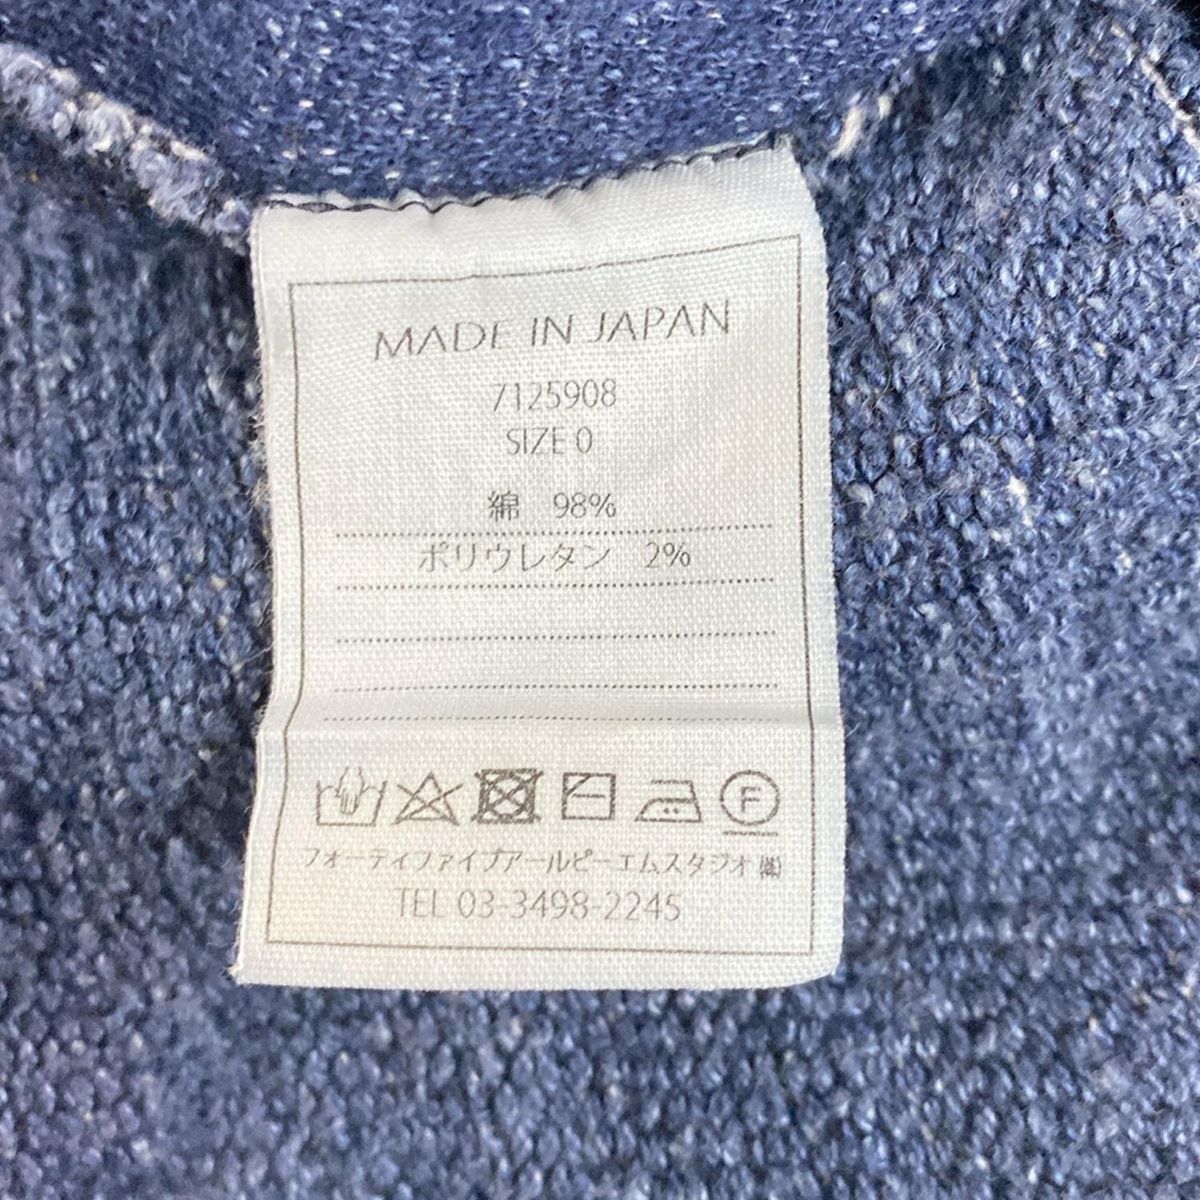 MADE IN JAPAN
7125908
SIZE 0
綿 98%
ポリウレタン 2%
F
フォーティファイブアールピーエムスタジオ ㈱
TEL 03-3498-2245